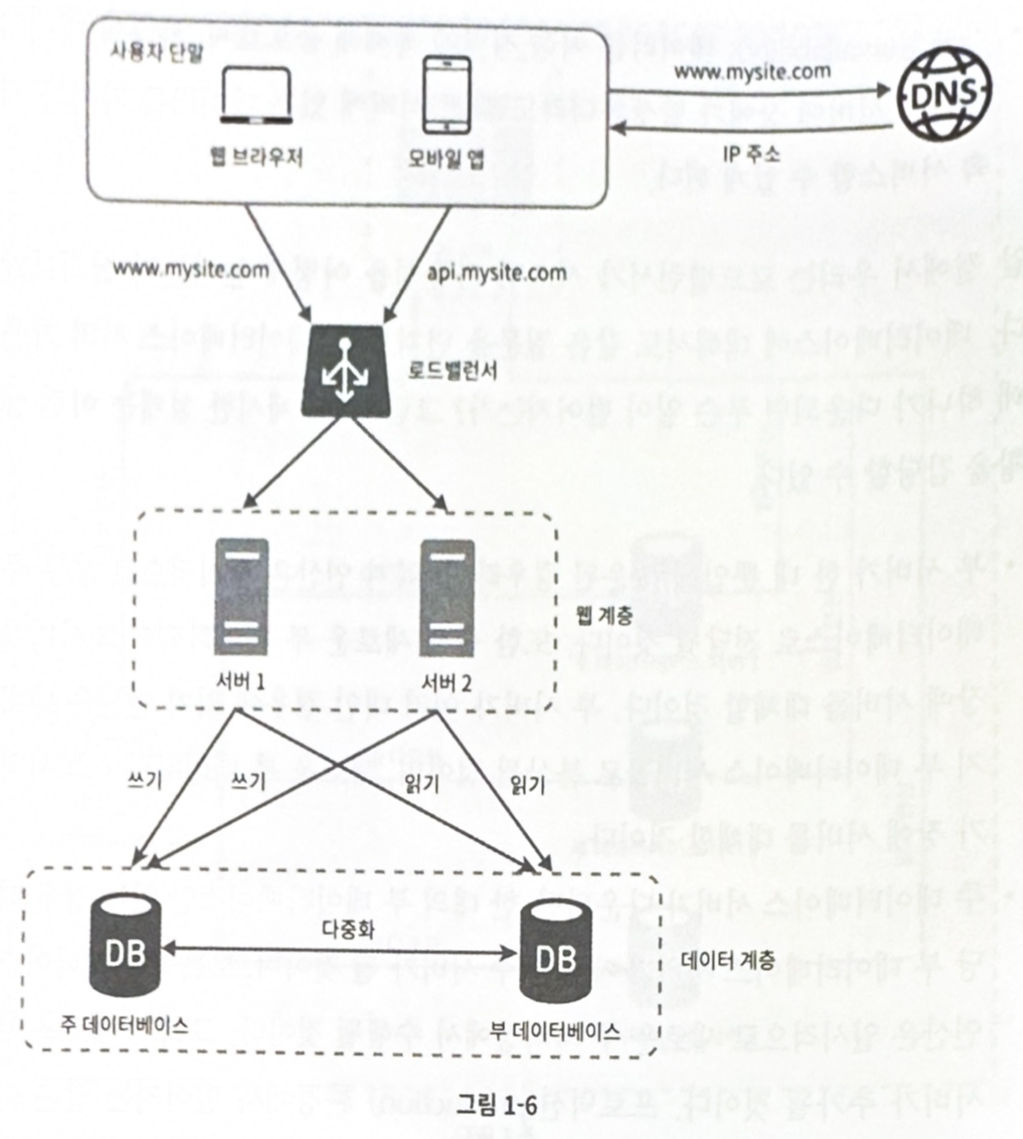 사용자 단말
www.mysite.com
DNS
웹 브라우저
모바일 앱
IP 주소
www.mysite.com
api.mysite.com
로드밸런서
웹 계층
서버 1
서버 2
쓰기
쓰기
읽기
읽기
다중화
DB
DB
데이터 계층
주 데이터베이스
부 데이터베이스
그림 1-6